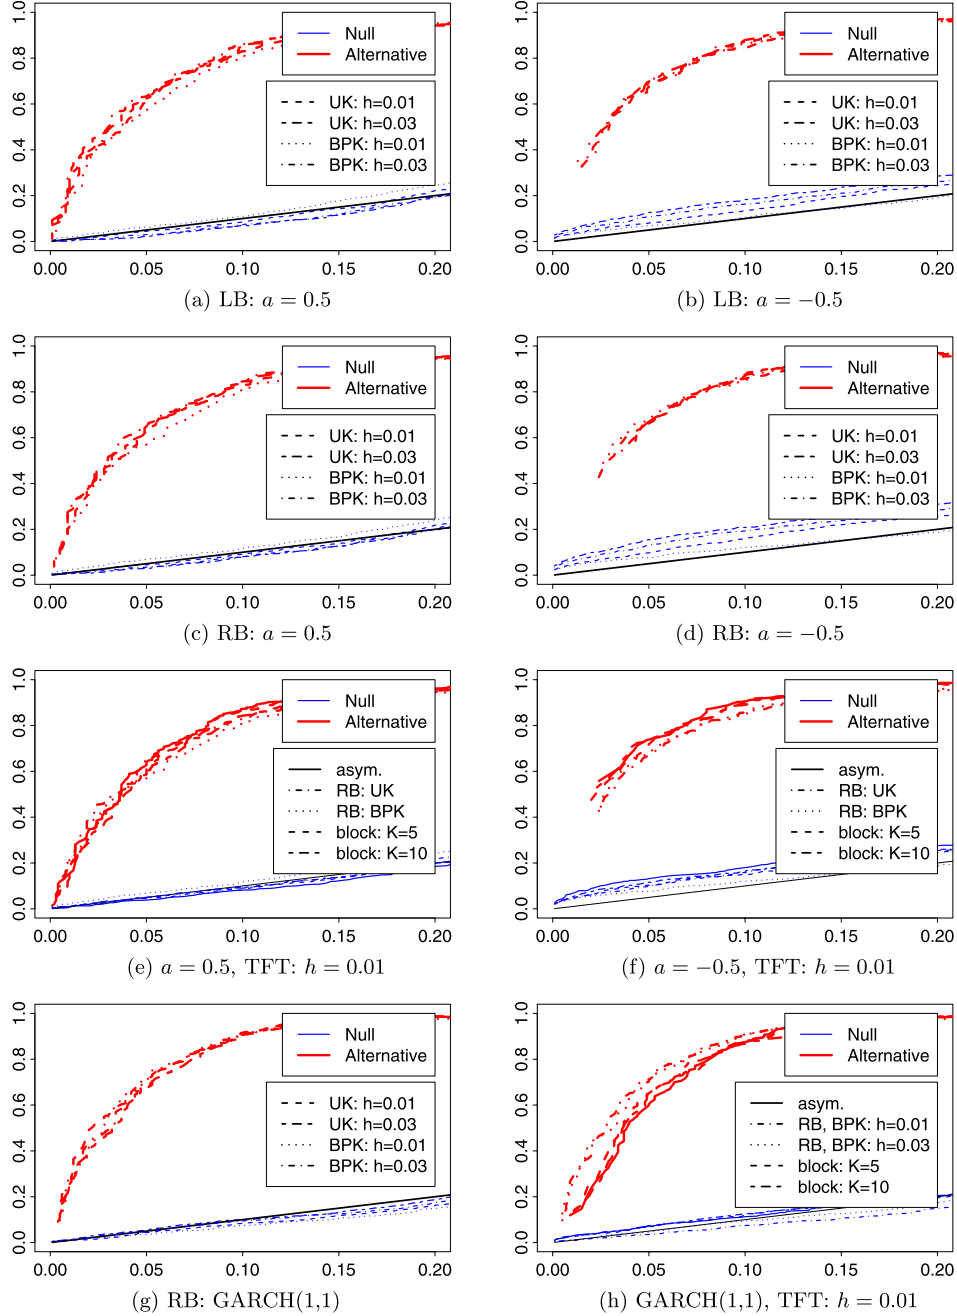 0.0 0.2 0.4 0.6 0.8 1.0
Null
Alternative
UK: h=0.01
UK: h=0.03
BPK: h=0.01
BPK: h=0.03
0.00 0.05 0.10 0.15 0.20
(a) LB: a = 0.5
0.0 0.2 0.4 0.6 0.8 1.0
Null
Alternative
UK: h=0.01
UK: h=0.03
BPK: h=0.01
BPK: h=0.03
0.00 0.05 0.10 0.15 0.20
(b) LB: a = −0.5
0.0 0.2 0.4 0.6 0.8 1.0
Null
Alternative
UK: h=0.01
UK: h=0.03
BPK: h=0.01
BPK: h=0.03
0.00 0.05 0.10 0.15 0.20
(c) RB: a = 0.5
0.0 0.2 0.4 0.6 0.8 1.0
Null
Alternative
UK: h=0.01
UK: h=0.03
BPK: h=0.01
BPK: h=0.03
0.00 0.05 0.10 0.15 0.20
(d) RB: a = −0.5
0.0 0.2 0.4 0.6 0.8 1.0
Null
Alternative
asym.
RB: UK
RB: BPK
block: K=5
block: K=10
0.00 0.05 0.10 0.15 0.20
(e) a = 0.5, TFT: h = 0.01
0.0 0.2 0.4 0.6 0.8 1.0
Null
Alternative
asym.
RB: UK
RB: BPK
block: K=5
block: K=10
0.00 0.05 0.10 0.15 0.20
(f) a = −0.5, TFT: h = 0.01
0.0 0.2 0.4 0.6 0.8 1.0
Null
Alternative
UK: h=0.01
UK: h=0.03
BPK: h=0.01
BPK: h=0.03
0.00 0.05 0.10 0.15 0.20
(g) RB: GARCH(1,1)
0.0 0.2 0.4 0.6 0.8 1.0
Null
Alternative
asym.
RB, BPK: h=0.01
RB, BPK: h=0.03
block: K=5
block: K=10
0.00 0.05 0.10 0.15 0.20
(h) GARCH(1,1), TFT: h = 0.01